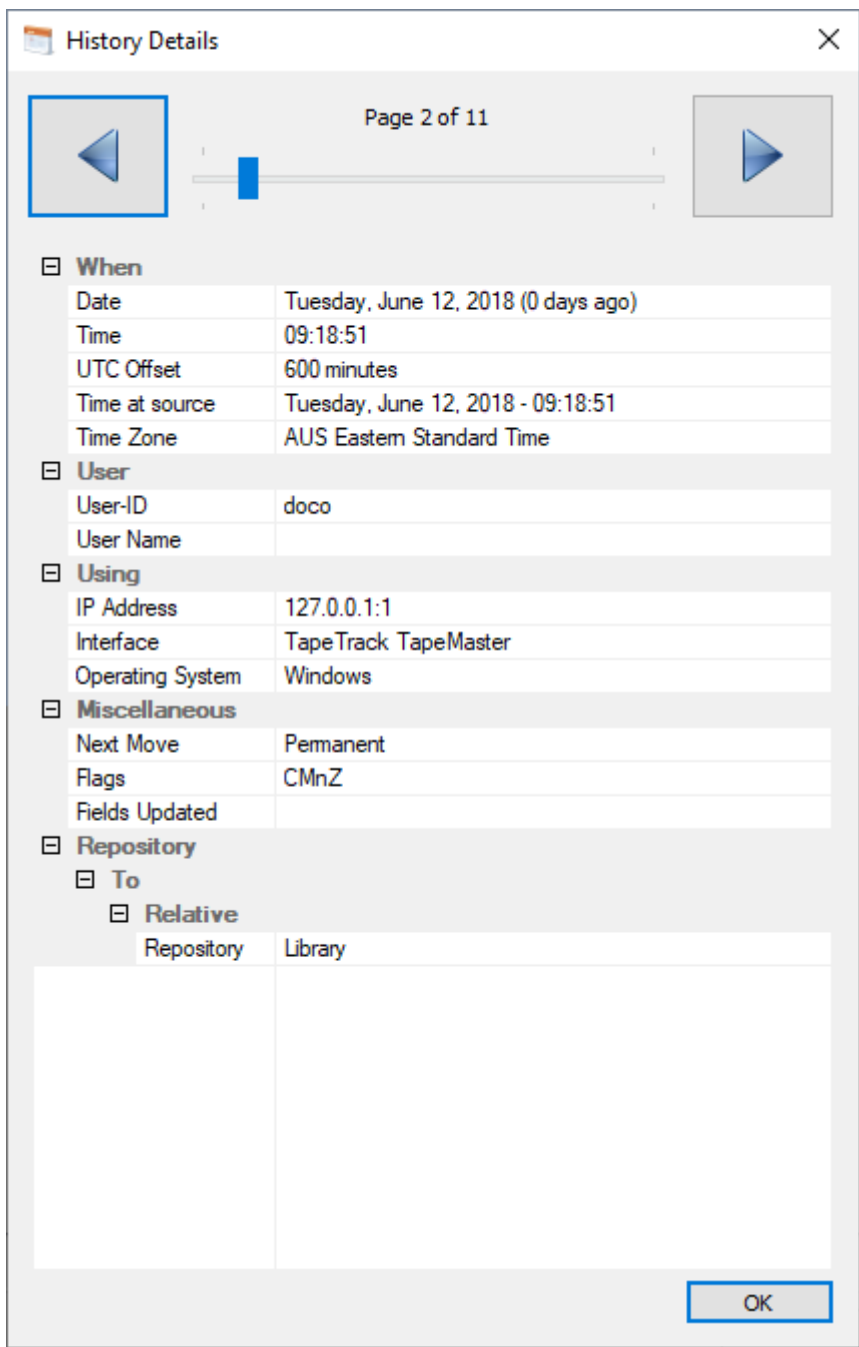 History Details
Page 2 of 11
When
Date Tuesday, June 12, 2018 (0 days ago)
Time 09:18:51
UTC Offset 600 minutes
Time at source Tuesday, June 12, 2018 - 09:18:51
Time Zone AUS Eastern Standard Time
User
User-ID doco
User Name
Using
IP Address 127.0.0.1:1
Interface TapeTrack TapeMaster
Operating System Windows
Miscellaneous
Next Move Permanent
Flags CMnZ
Fields Updated
Repository
To
Relative
Repository Library
OK